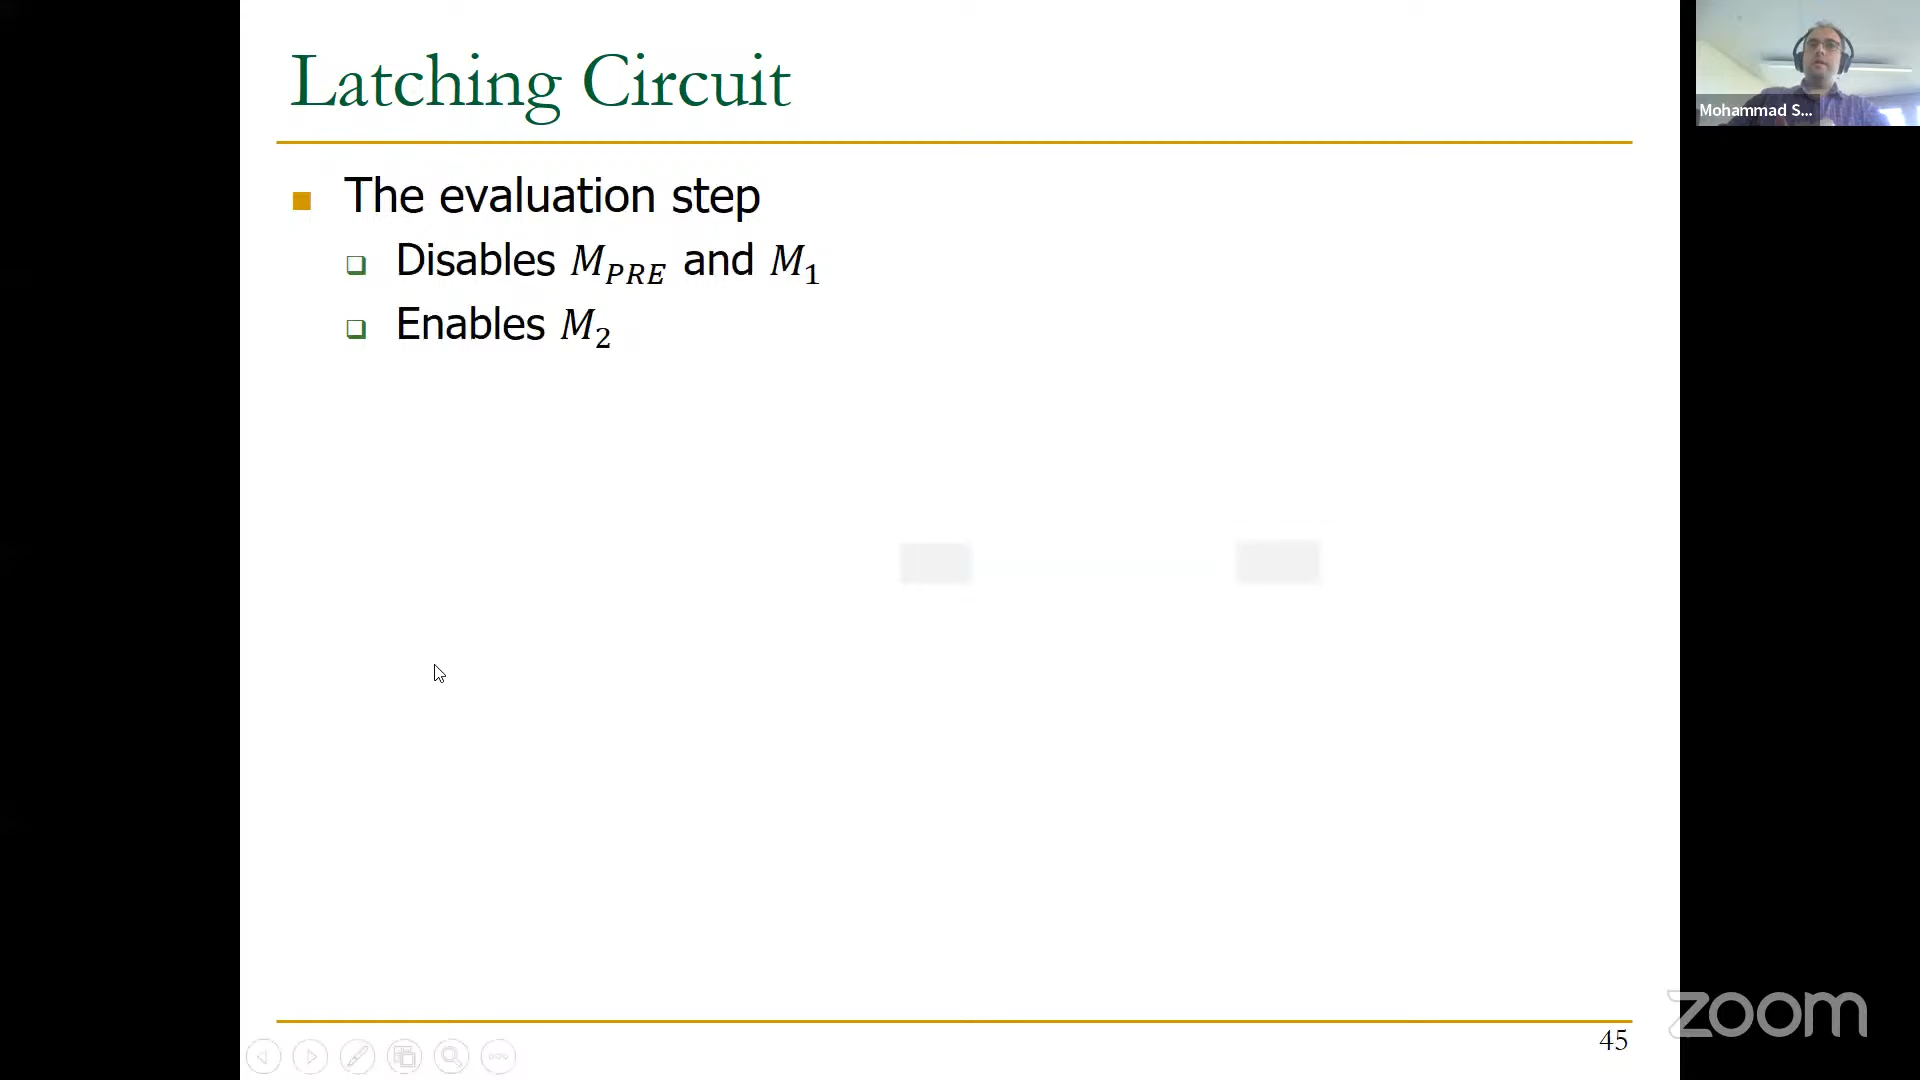 Latching Circuit
The evaluation step
Disables M_PRE and M_1
Enables M_2
Mohammad S...
zoom
45